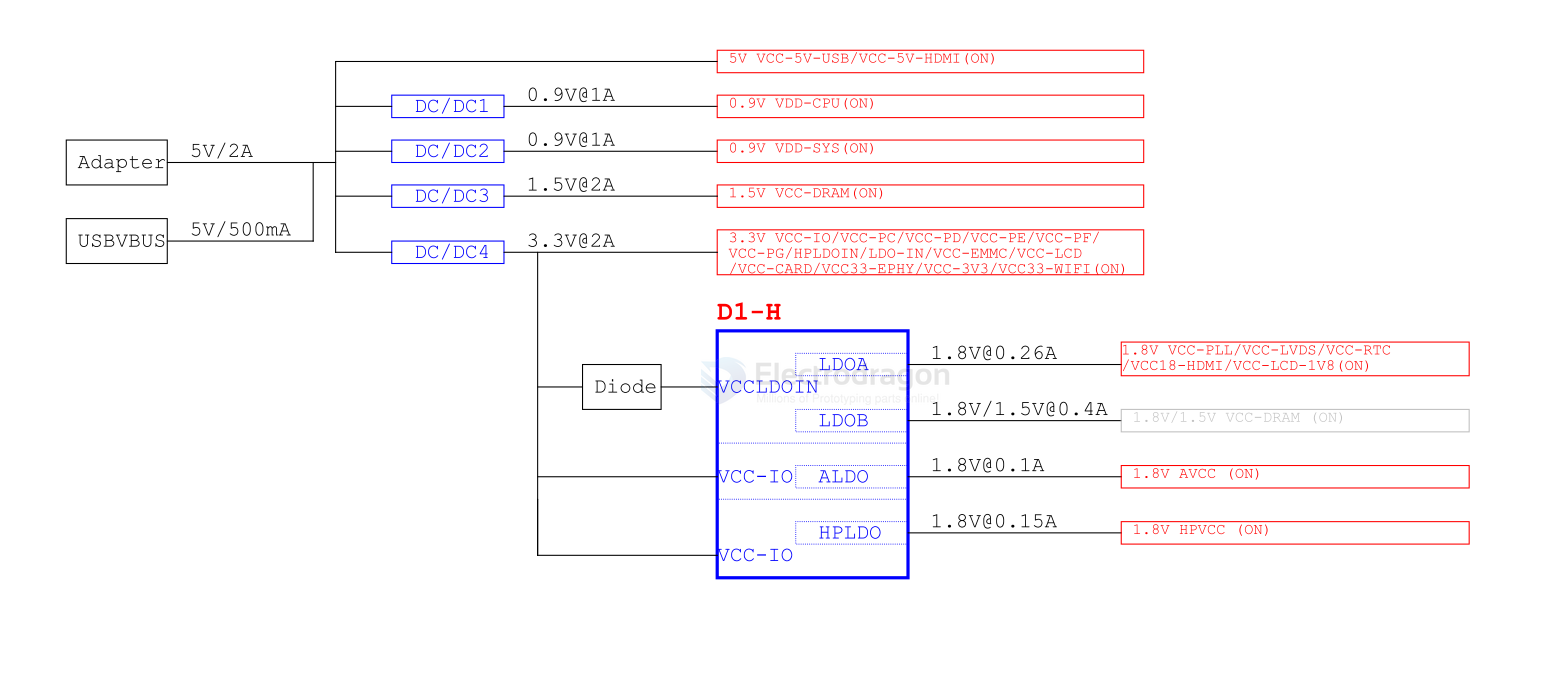 5V VCC-5V-USB/VCC-5V-HDMI(ON)
DC/DC1
0.9V@1A
0.9V VDD-CPU(ON)
Adapter
5V/2A
DC/DC2
0.9V@1A
0.9V VDD-SYS(ON)
DC/DC3
1.5V@2A
1.5V VCC-DRAM(ON)
USBVBUS
5V/500mA
DC/DC4
3.3V@2A
3.3V VCC-IO/VCC-PC/VCC-PD/VCC-PE/VCC-PF/
VCC-PG/HPLDOIN/LDO-IN/VCC-EMMC/VCC-LCD
/VCC-CARD/VCC33-EPHY/VCC-3V3/VCC33-WIFI(ON)
D1-H
LDOA
1.8V@0.26A
1.8V VCC-PLL/VCC-LVDS/VCC-RTC
/VCC18-HDMI/VCC-LCD-1V8(ON)
Electrodragon
Millions of Prototyping parts online!
Diode
VCCLDOIN
LDOB
1.8V/1.5V@0.4A
1.8V/1.5V VCC-DRAM (ON)
VCC-IO
ALDO
1.8V@0.1A
1.8V AVCC (ON)
HPLDO
1.8V@0.15A
1.8V HPVCC (ON)
VCC-IO